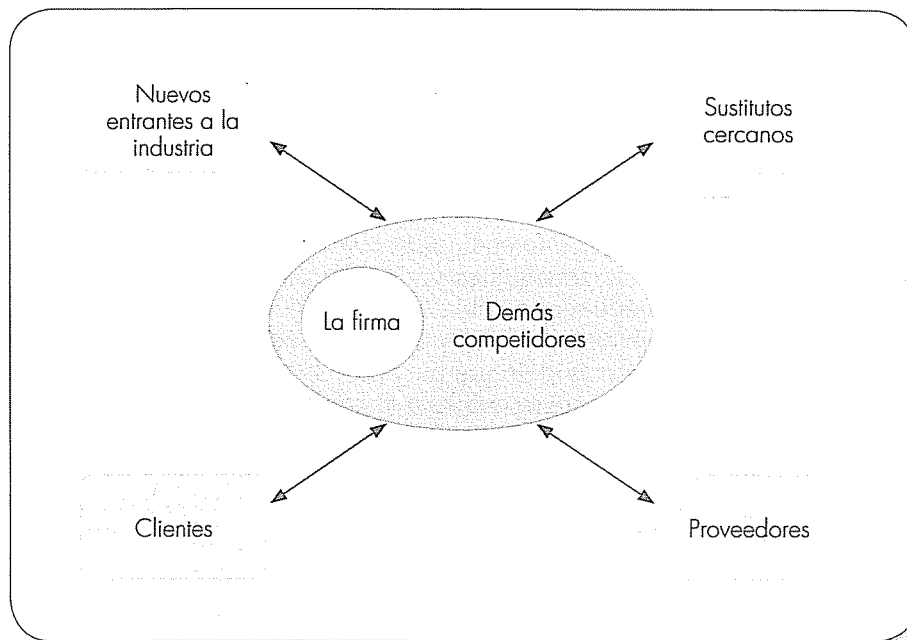 Nuevos
entrantes a la
industria
Sustitutos
cercanos
La firma
Demás
competidores
Clientes
Proveedores